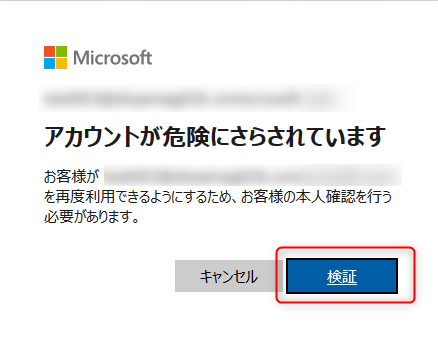 Microsoft
アカウントが危険にさらされています
お客様が
を再度利用できるようにするため、お客様の本人確認を行う
必要があります。
キャンセル
検証